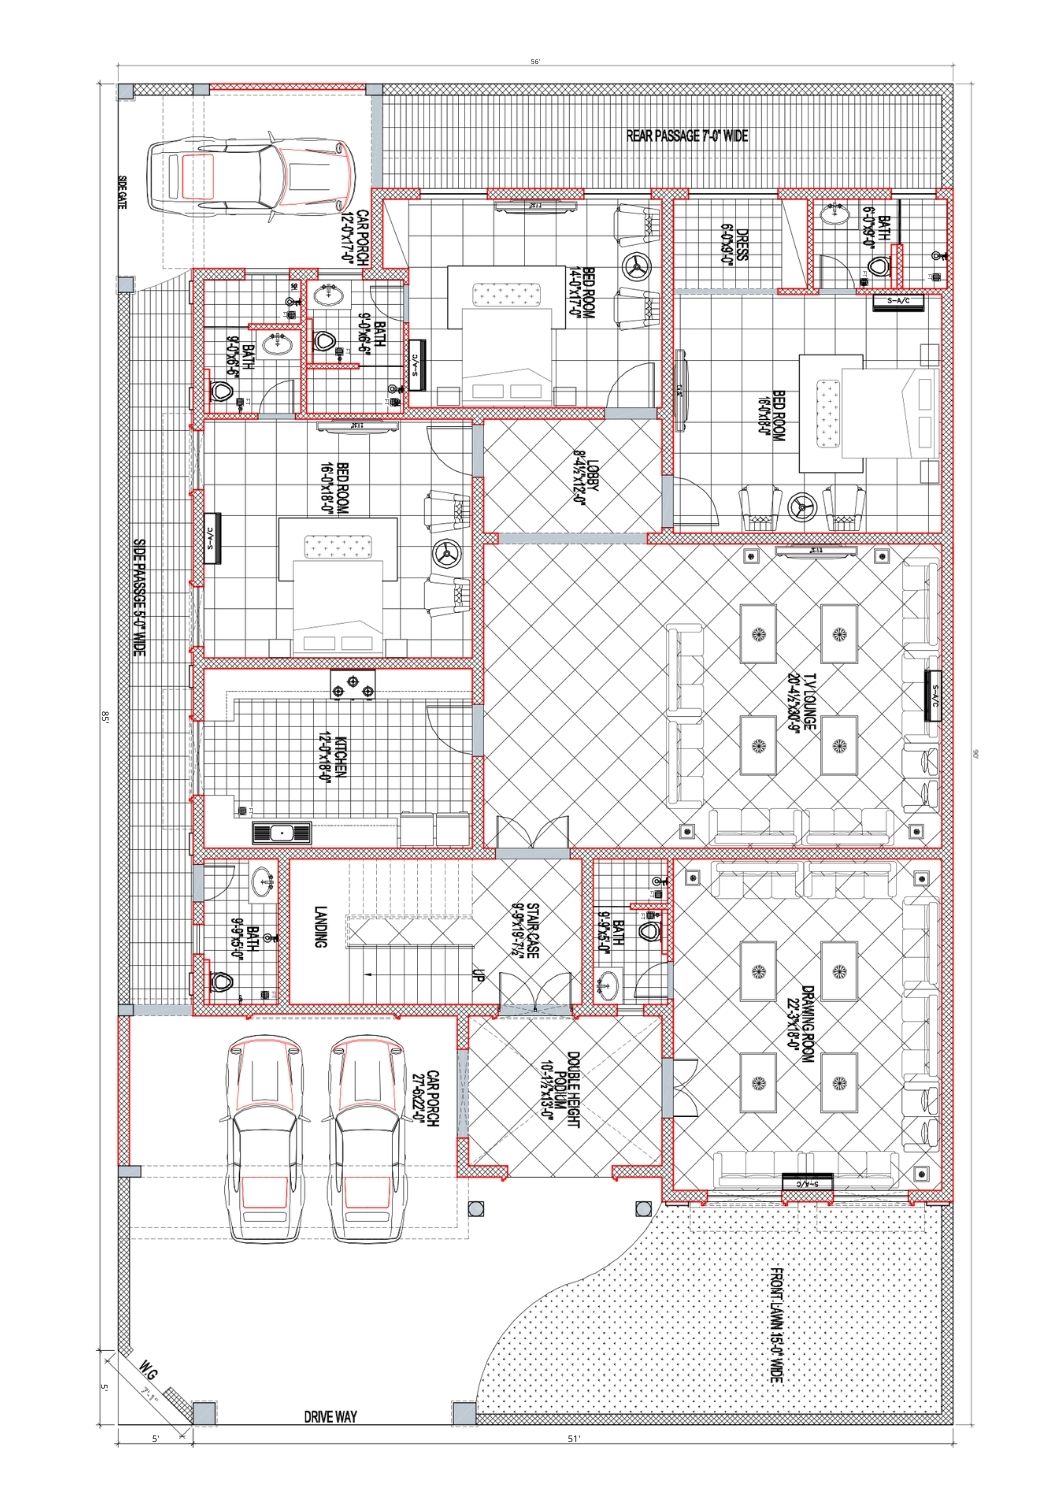 90'
S-A/C
BATH
6'-0"x9'-0"
BED ROOM
16'-0"x18'-0"
DRESS
6'-0"x9'-0"
REAR PASSAGE 7'-0" WIDE
S-A/C
T.V LOUNGE
20'-4½"x30'-9"
DRAWING ROOM
22'-3"x18'-0"
S-A/C
FRONT LAWN 15'-0" WIDE
BED ROOM
14'-0"x17'-0"
S-A/C
LOBBY
8'-4½"x12'-0"
BATH
9'-9"x5'-0"
DOUBLE HEIGHT
PODIUM
10'-1½"x13'-0"
STAIR CASE
9'-9"x19'-7½"
UP
LANDING
51'
56'
CAR PORCH
27'-6x22'-0"
CAR PORCH
12'-0"x17'-0"
BATH
9'-0"x6'-6"
SH.
BATH
9'-0"x6'-6"
FT
BED ROOM
16'-0"x18'-0"
S-A/C
KITCHEN
12'-0"x18'-0"
FT
BATH
9'-9"x5'-0"
DRIVE WAY
SIDE PAASSGE 5'-0" WIDE
SIDE GATE
W.G
7'-1"
5'
85'
5'